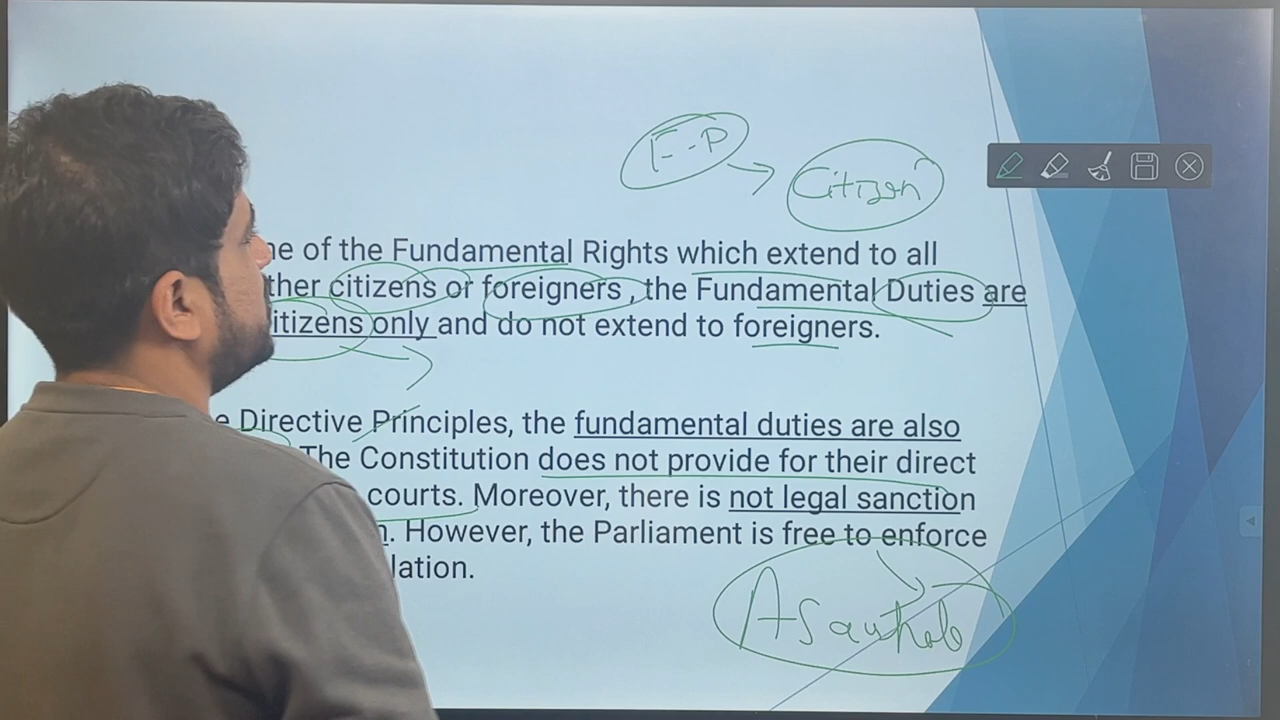 F-D
Citizen
ne of the Fundamental Rights which extend to all
ther citizens or foreigners, the Fundamental Duties are
itizens only and do not extend to foreigners.
e Directive Principles, the fundamental duties are also
The Constitution does not provide for their direct
courts. Moreover, there is not legal sanction
n. However, the Parliament is free to enforce
lation.